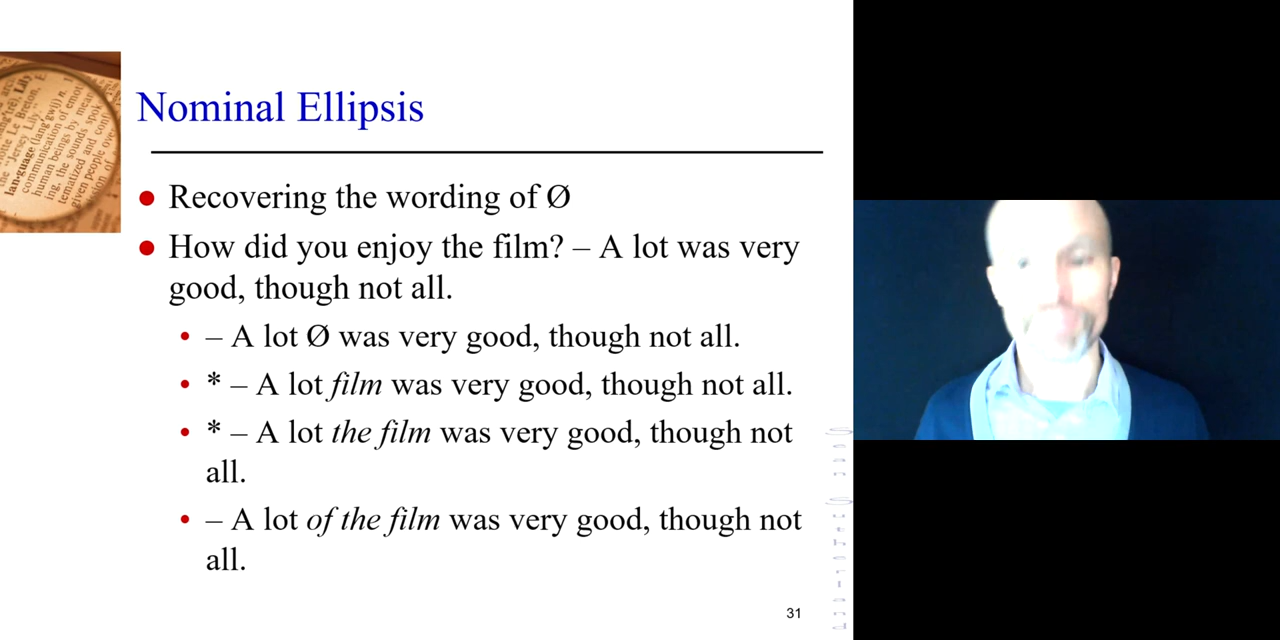 Nominal Ellipsis
● Recovering the wording of Ø
● How did you enjoy the film? – A lot was very
good, though not all.
• – A lot Ø was very good, though not all.
• * – A lot film was very good, though not all.
• * – A lot the film was very good, though not
all.
• – A lot of the film was very good, though not
all.
31